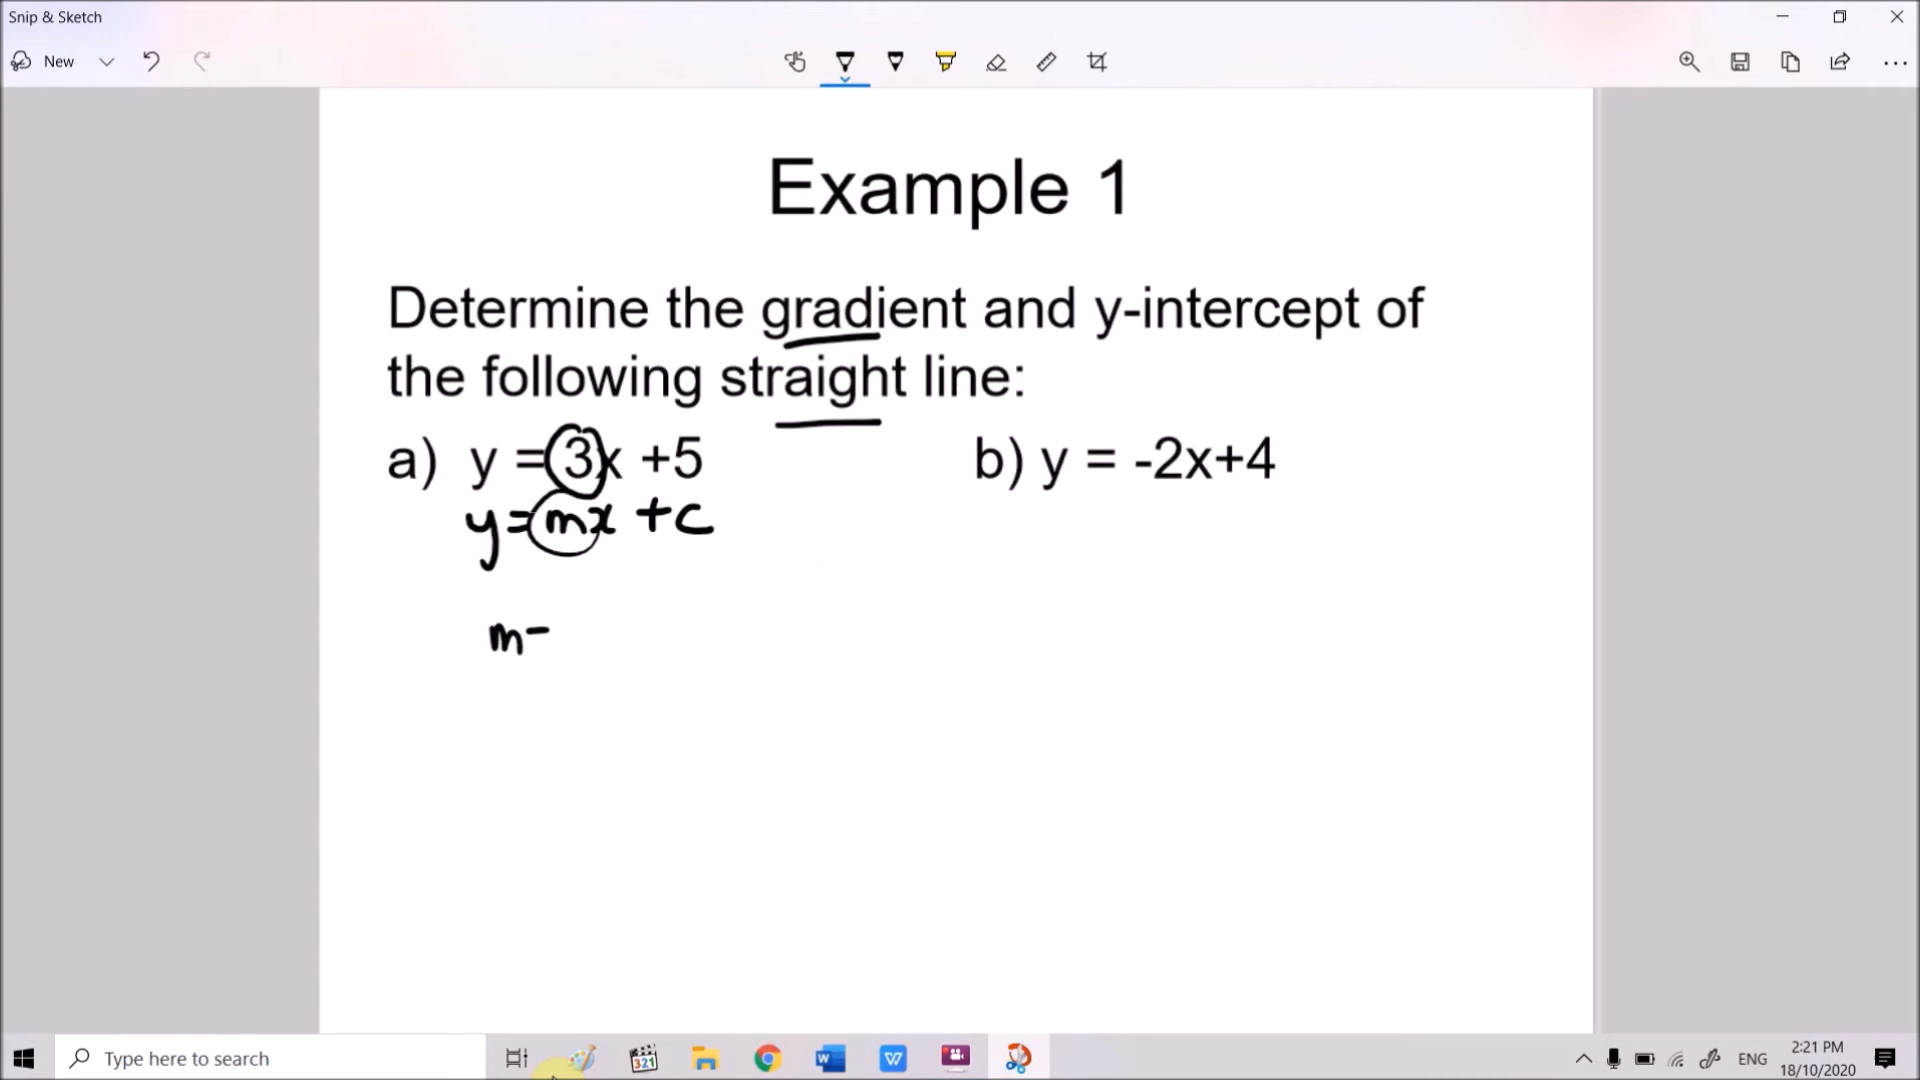 Snip & Sketch
New
Example 1
Determine the gradient and y-intercept of
the following straight line:
a) y = 3x +5
b) y = -2x+4
y = mx + c
m-
Type here to search
321
W
W
ENG
2:21 PM
18/10/2020